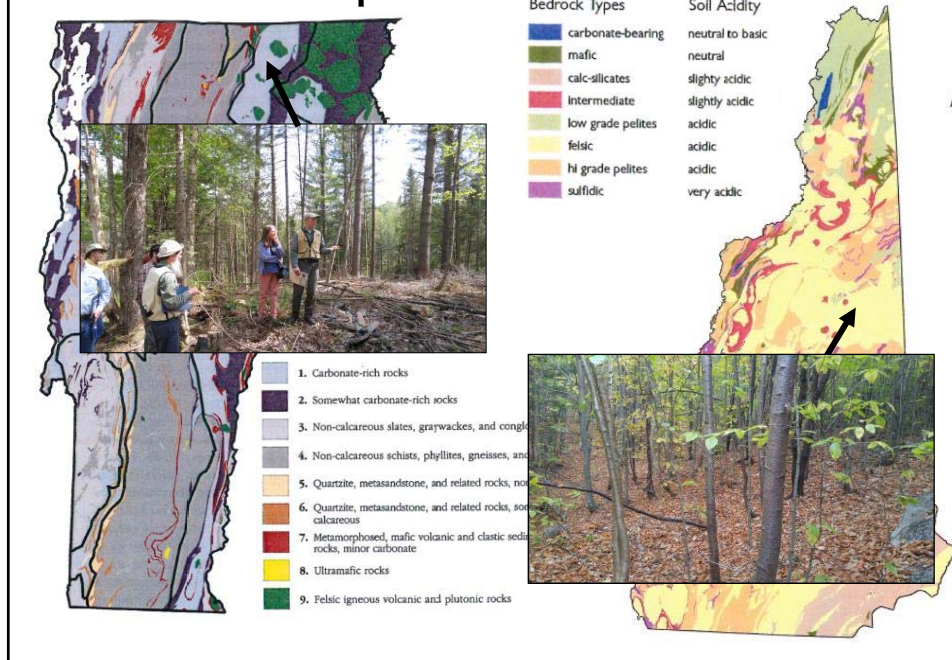 Bedrock Types Soil Acidity
carbonate-bearing neutral to basic
mafic neutral
calc-silicates slighty acidic
intermediate slightly acidic
low grade pelites acidic
felsic acidic
hi grade pelites acidic
sulfidic very acidic
1. Carbonate-rich rocks
2. Somewhat carbonate-rich rocks
3. Non-calcareous slates, graywackes, and
4. Non-calcareous schists, phyllites, gneisses, and
5. Quartzite, metasandstone, and related rocks,
6. Quartzite, metasandstone, and related rocks,
calcareous
7. Metamorphosed, mafic volcanic and clastic
rocks, minor carbonate
8. Ultramafic rocks
9. Felsic igneous volcanic and plutonic rocks